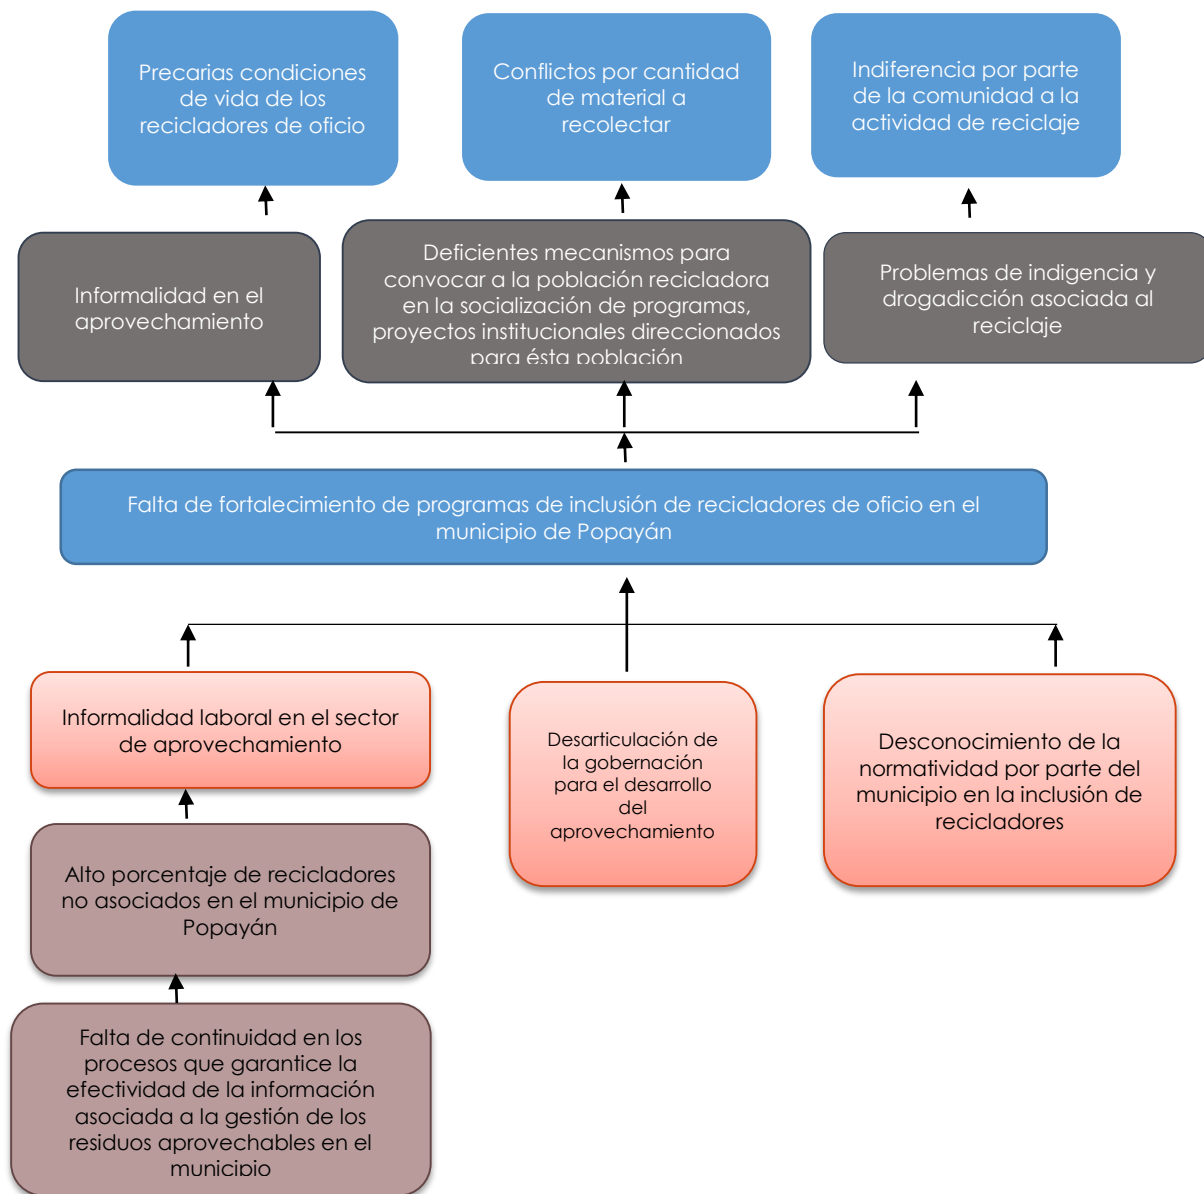 Precarias condiciones
de vida de los
recicladores de oficio
Conflictos por cantidad
de material a
recolectar
Indiferencia por parte
de la comunidad a la
actividad de reciclaje
Informalidad en el
aprovechamiento
Deficientes mecanismos para
convocar a la población recicladora
en la socialización de programas,
proyectos institucionales direccionados
para ésta población
Problemas de indigencia y
drogadicción asociada al
reciclaje
Falta de fortalecimiento de programas de inclusión de recicladores de oficio en el
municipio de Popayán
Informalidad laboral en el sector
de aprovechamiento
Desarticulación de
la gobernación
para el desarrollo
del
aprovechamiento
Desconocimiento de la
normatividad por parte del
municipio en la inclusión de
recicladores
Alto porcentaje de recicladores
no asociados en el municipio de
Popayán
Falta de continuidad en los
procesos que garantice la
efectividad de la información
asociada a la gestión de los
residuos aprovechables en el
municipio